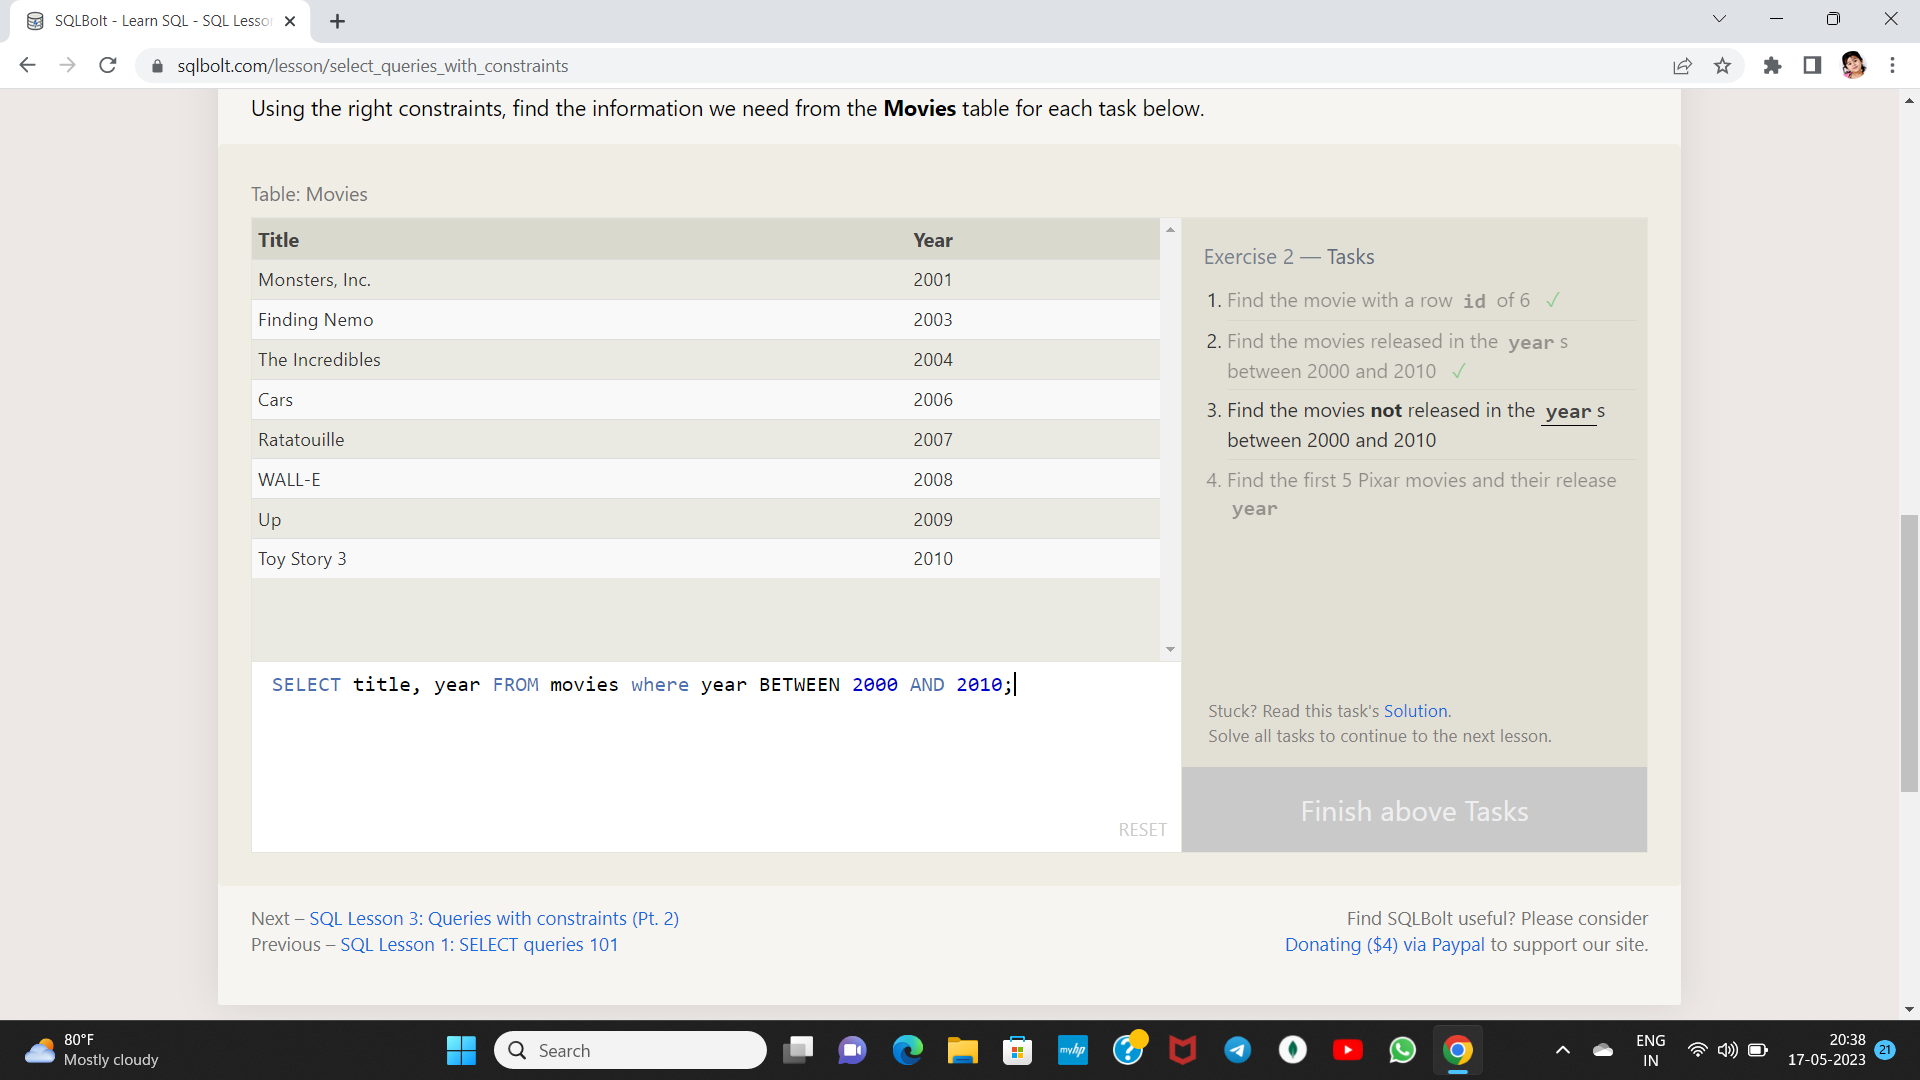 SQLBolt - Learn SQL - SQL Lesso
sqlbolt.com/lesson/select_queries_with_constraints
Using the right constraints, find the information we need from the Movies table for each task below.
Table: Movies
Title Year
Monsters, Inc. 2001
Finding Nemo 2003
The Incredibles 2004
Cars 2006
Ratatouille 2007
WALL-E 2008
Up 2009
Toy Story 3 2010
SELECT title, year FROM movies where year BETWEEN 2000 AND 2010;
RESET
Exercise 2 — Tasks
1. Find the movie with a row id of 6 ✓
2. Find the movies released in the year s
between 2000 and 2010 ✓
3. Find the movies not released in the year s
between 2000 and 2010
4. Find the first 5 Pixar movies and their release
year
Stuck? Read this task's Solution.
Solve all tasks to continue to the next lesson.
Finish above Tasks
Next – SQL Lesson 3: Queries with constraints (Pt. 2)
Previous – SQL Lesson 1: SELECT queries 101
Find SQLBolt useful? Please consider
Donating ($4) via Paypal to support our site.
80°F
Mostly cloudy
Search
myhp
ENG
IN
20:38
17-05-2023
21